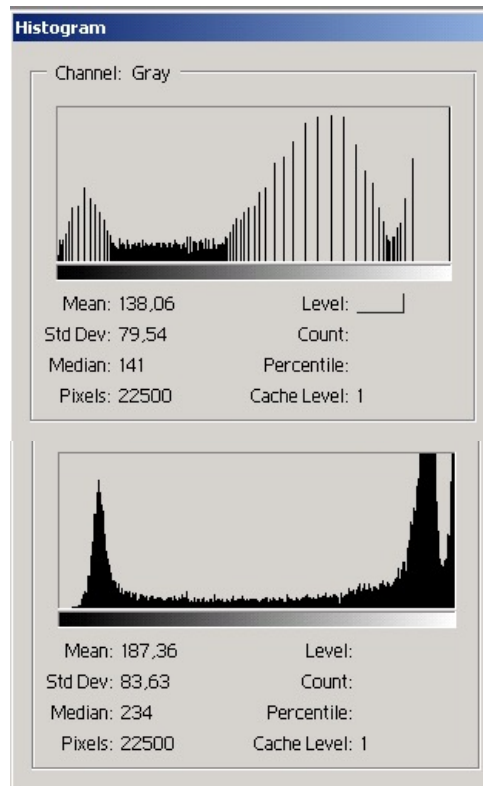 Histogram
Channel: Gray
Mean: 138,06 Level:
Std Dev: 79,54 Count:
Median: 141 Percentile:
Pixels: 22500 Cache Level: 1
Mean: 187,36 Level:
Std Dev: 83,63 Count:
Median: 234 Percentile:
Pixels: 22500 Cache Level: 1